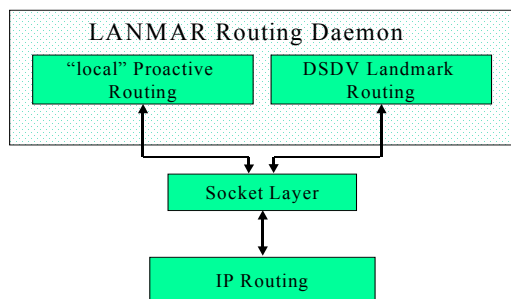 LANMAR Routing Daemon
“local” Proactive
Routing
DSDV Landmark
Routing
Socket Layer
IP Routing